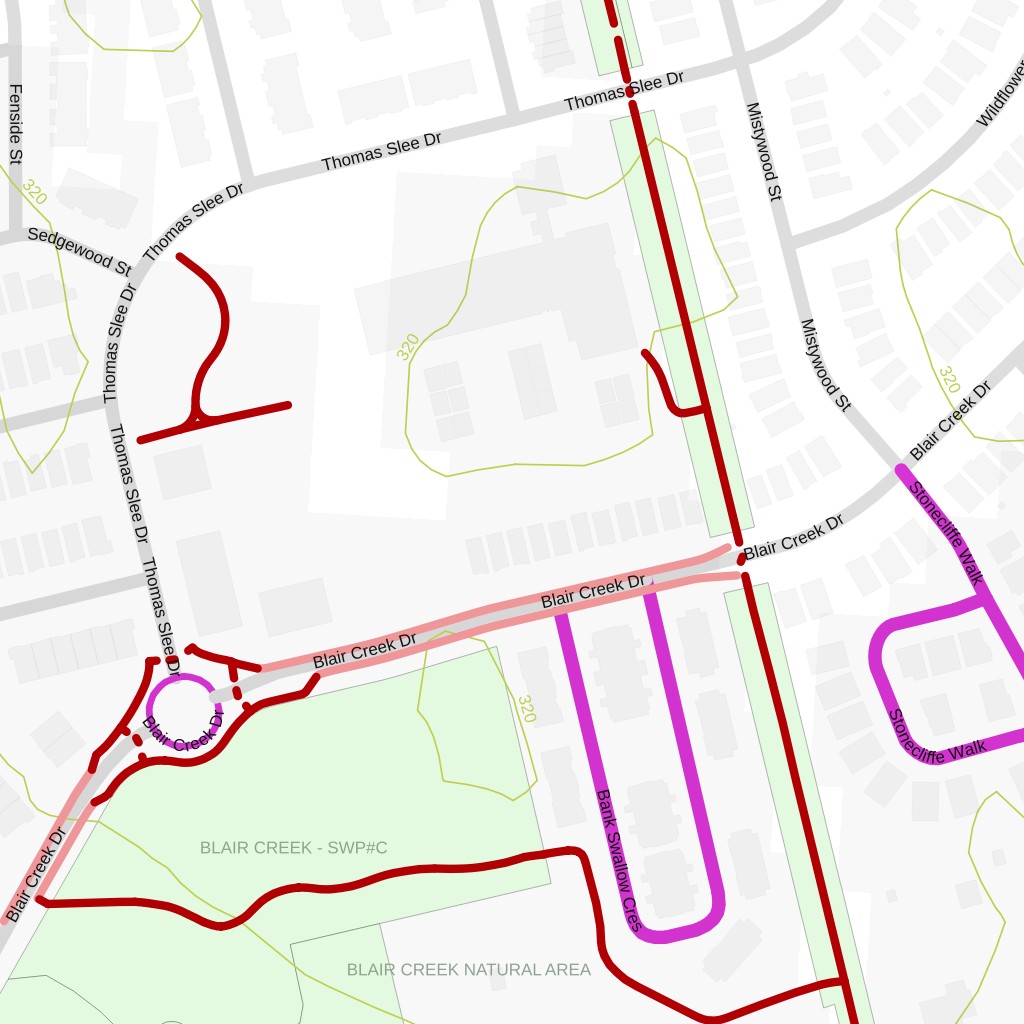 Thomas Slee Dr
Fenside St
Wildflower
Mistywood St
Thomas Slee Dr
320
Thomas Slee Dr
Sedgewood St
Thomas Slee Dr
320
Mistywood St
320
Blair Creek Dr
Thomas Slee Dr
Stonecliffe Walk
Blair Creek Dr
Thomas Slee Dr
Blair Creek Dr
Blair Creek Dr
320
Blair Creek Dr
Stonecliffe Walk
Bank Swallow Cres
Blair Creek Dr
BLAIR CREEK - SWP#C
BLAIR CREEK NATURAL AREA